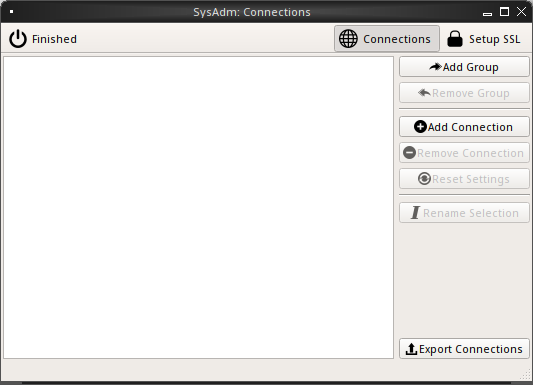 SysAdm: Connections
Finished
Connections
Setup SSL
Add Group
Remove Group
Add Connection
Remove Connection
Reset Settings
Rename Selection
Export Connections